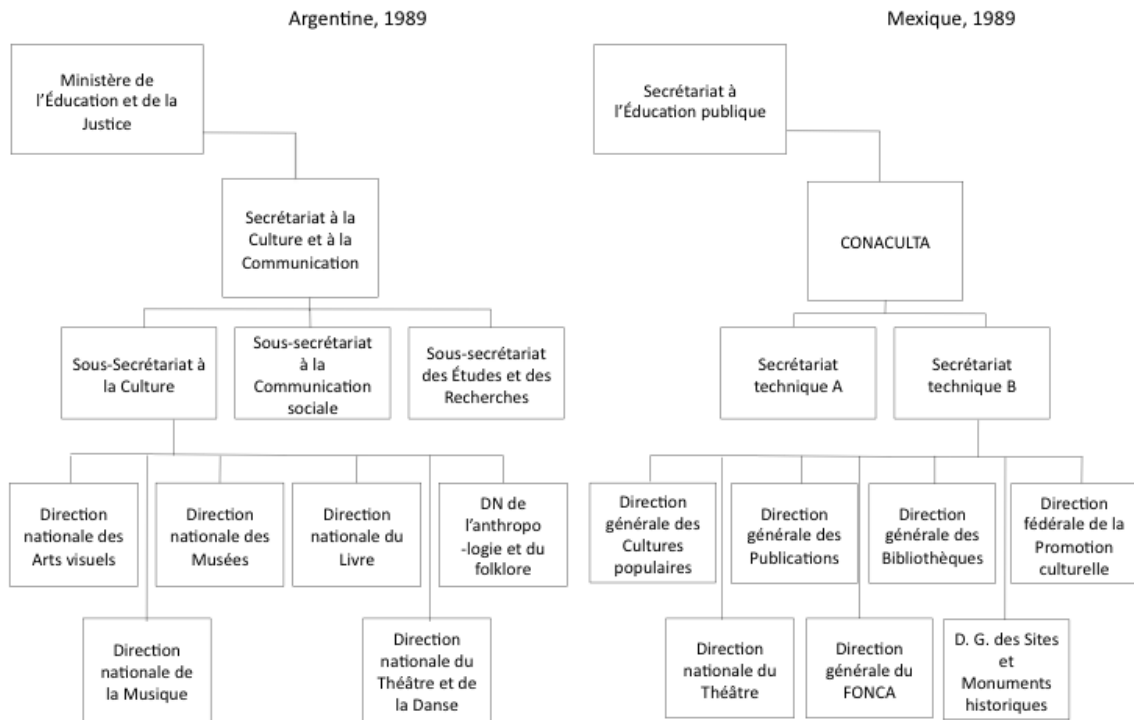 Argentine, 1989
Ministère de
l'Éducation et de la
Justice
Secrétariat à la
Culture et à la
Communication
Sous-Secrétariat à
la Culture
Sous-secrétariat
à la
Communication
sociale
Sous-secrétariat
des Études et des
Recherches
Direction
nationale des
Arts visuels
Direction
nationale des
Musées
Direction
nationale du
Livre
DN de
l'anthropo
-logie et du
folklore
Direction
nationale de
la Musique
Direction
nationale du
Théâtre et de
la Danse
Mexique, 1989
Secrétariat à
l'Éducation publique
CONACULTA
Secrétariat
technique A
Secrétariat
technique B
Direction
générale des
Cultures
populaires
Direction
générale des
Publications
Direction
générale des
Bibliothèques
Direction
fédérale de la
Promotion
culturelle
Direction
nationale du
Théâtre
Direction
générale du
FONCA
D. G. des Sites
et
Monuments
historiques